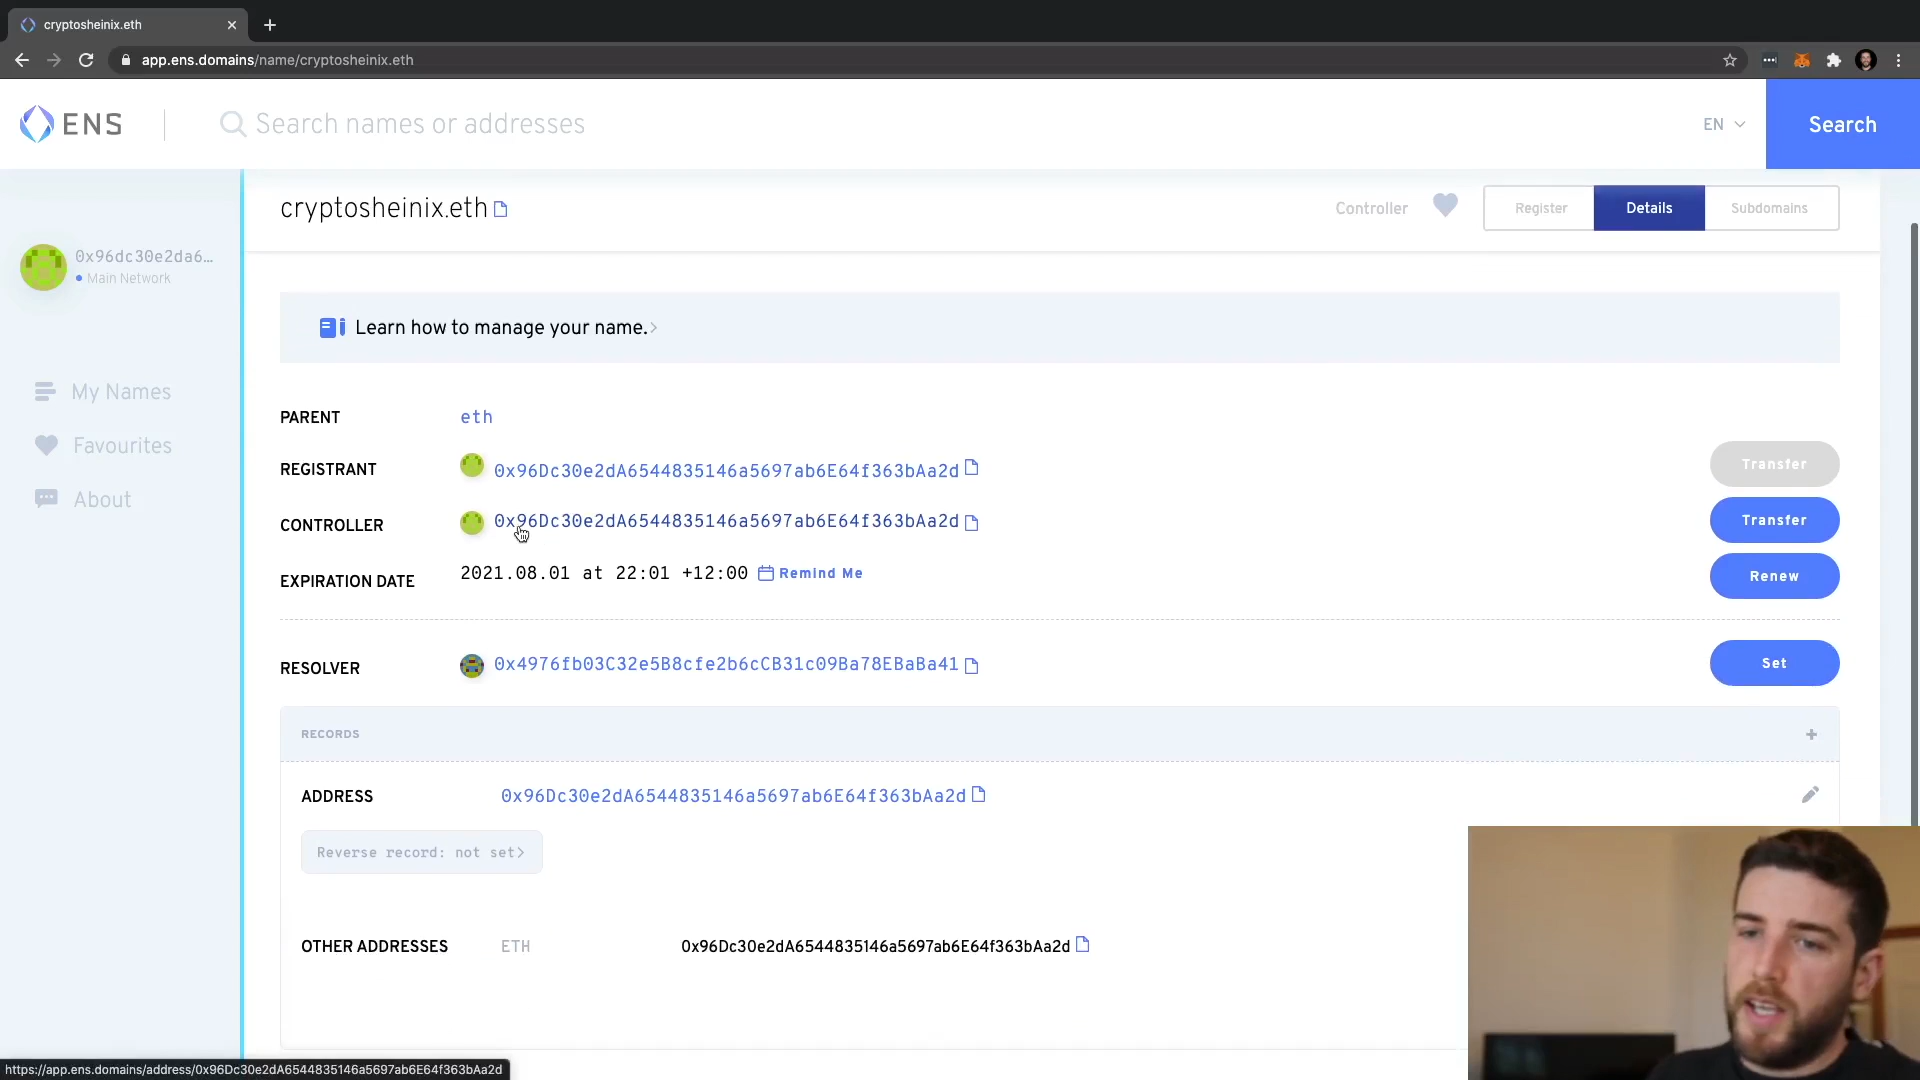 cryptosheinix.eth
app.ens.domains/name/cryptosheinix.eth
ENS
Search names or addresses
EN
Search
cryptosheinix.eth
Controller
Register
Details
Subdomains
0x96dc30e2da6...
Main Network
My Names
Favourites
About
Learn how to manage your name.
PARENT
eth
REGISTRANT
0x96Dc30e2dA6544835146a5697ab6E64f363bAa2d
Transfer
CONTROLLER
0x96Dc30e2dA6544835146a5697ab6E64f363bAa2d
Transfer
EXPIRATION DATE
2021.08.01 at 22:01 +12:00
Remind Me
Renew
RESOLVER
0x4976fb03C32e5B8cfe2b6cCB31c09Ba78EBaBa41
Set
RECORDS
ADDRESS
0x96Dc30e2dA6544835146a5697ab6E64f363bAa2d
Reverse record: not set>
OTHER ADDRESSES
ETH
0x96Dc30e2dA6544835146a5697ab6E64f363bAa2d
https://app.ens.domains/address/0x96Dc30e2dA6544835146a5697ab6E64f363bAa2d